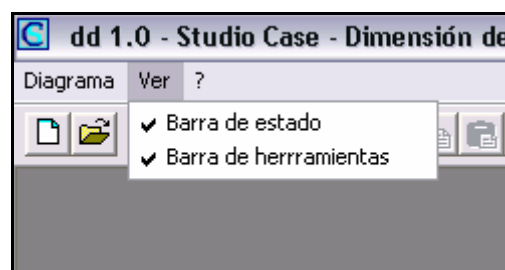 dd 1.0 - Studio Case - Dimensión de
Diagrama Ver ?
Barra de estado
Barra de herrramientas